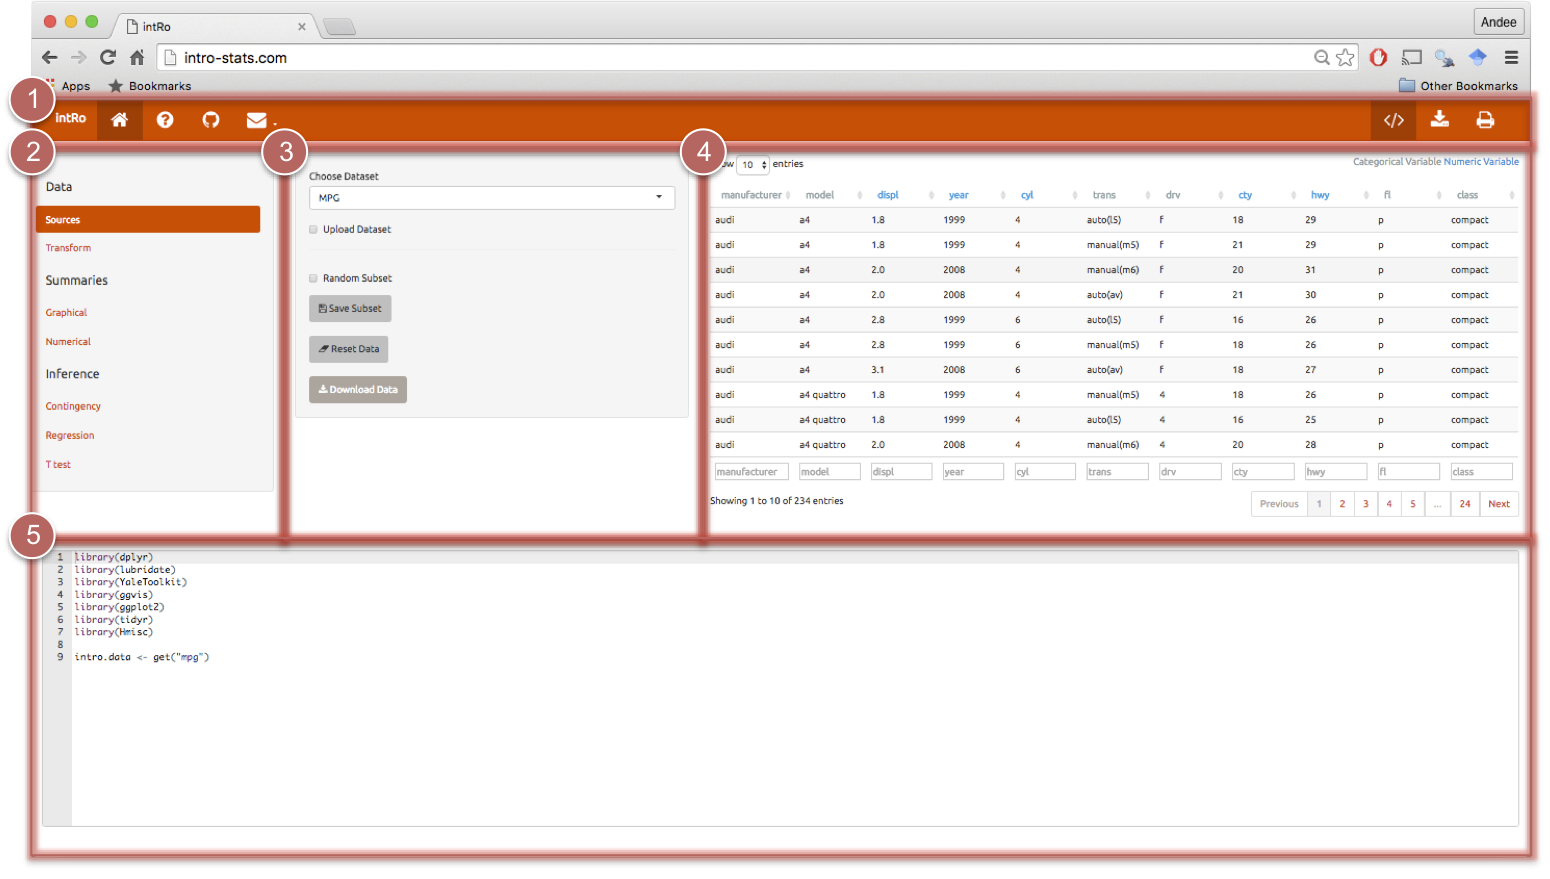 intRo
Andee
intro-stats.com
Apps
Bookmarks
Other Bookmarks
1
intRo
</>
2
Data
Sources
Transform
Summaries
Graphical
Numerical
Inference
Contingency
Regression
T test
3
Choose Dataset
MPG
Upload Dataset
Random Subset
Save Subset
Reset Data
Download Data
4
10 entries
Categorical Variable Numeric Variable
manufacturer model displ year cyl trans drv cty hwy fl class
audi a4 1.8 1999 4 auto(l5) f 18 29 p compact
audi a4 1.8 1999 4 manual(m5) f 21 29 p compact
audi a4 2.0 2008 4 manual(m6) f 20 31 p compact
audi a4 2.0 2008 4 auto(av) f 21 30 p compact
audi a4 2.8 1999 6 auto(l5) f 16 26 p compact
audi a4 2.8 1999 6 manual(m5) f 18 26 p compact
audi a4 3.1 2008 6 auto(av) f 18 27 p compact
audi a4 quattro 1.8 1999 4 manual(m5) 4 18 26 p compact
audi a4 quattro 1.8 1999 4 auto(l5) 4 16 25 p compact
audi a4 quattro 2.0 2008 4 manual(m6) 4 20 28 p compact
manufacturer model displ year cyl trans drv cty hwy fl class
Showing 1 to 10 of 234 entries
Previous 1 2 3 4 5 ... 24 Next
5
1 library(dplyr)
2 library(lubridate)
3 library(YaleToolkit)
4 library(ggvis)
5 library(ggplot2)
6 library(tidyr)
7 library(Hmisc)
8
9 intro.data <- get("mpg")